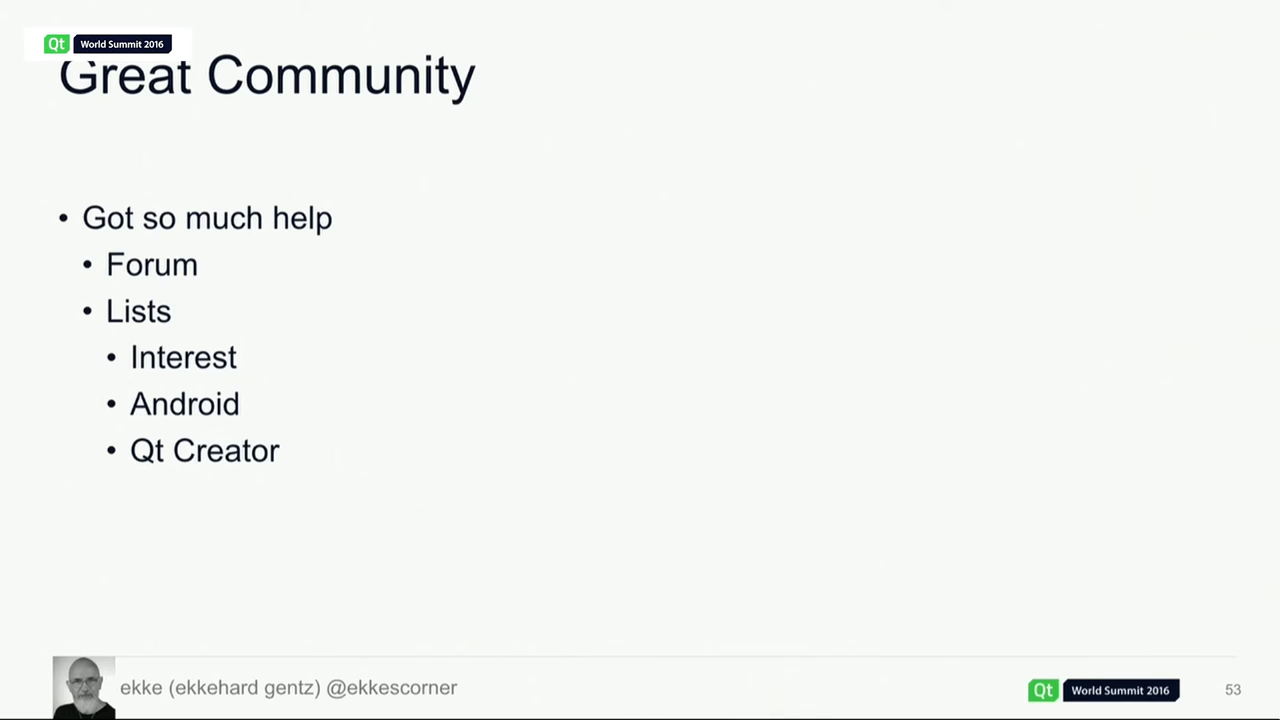 Qt World Summit 2016
Great Community
• Got so much help
• Forum
• Lists
• Interest
• Android
• Qt Creator
ekke (ekkehard gentz) @ekkescorner
Qt World Summit 2016
53